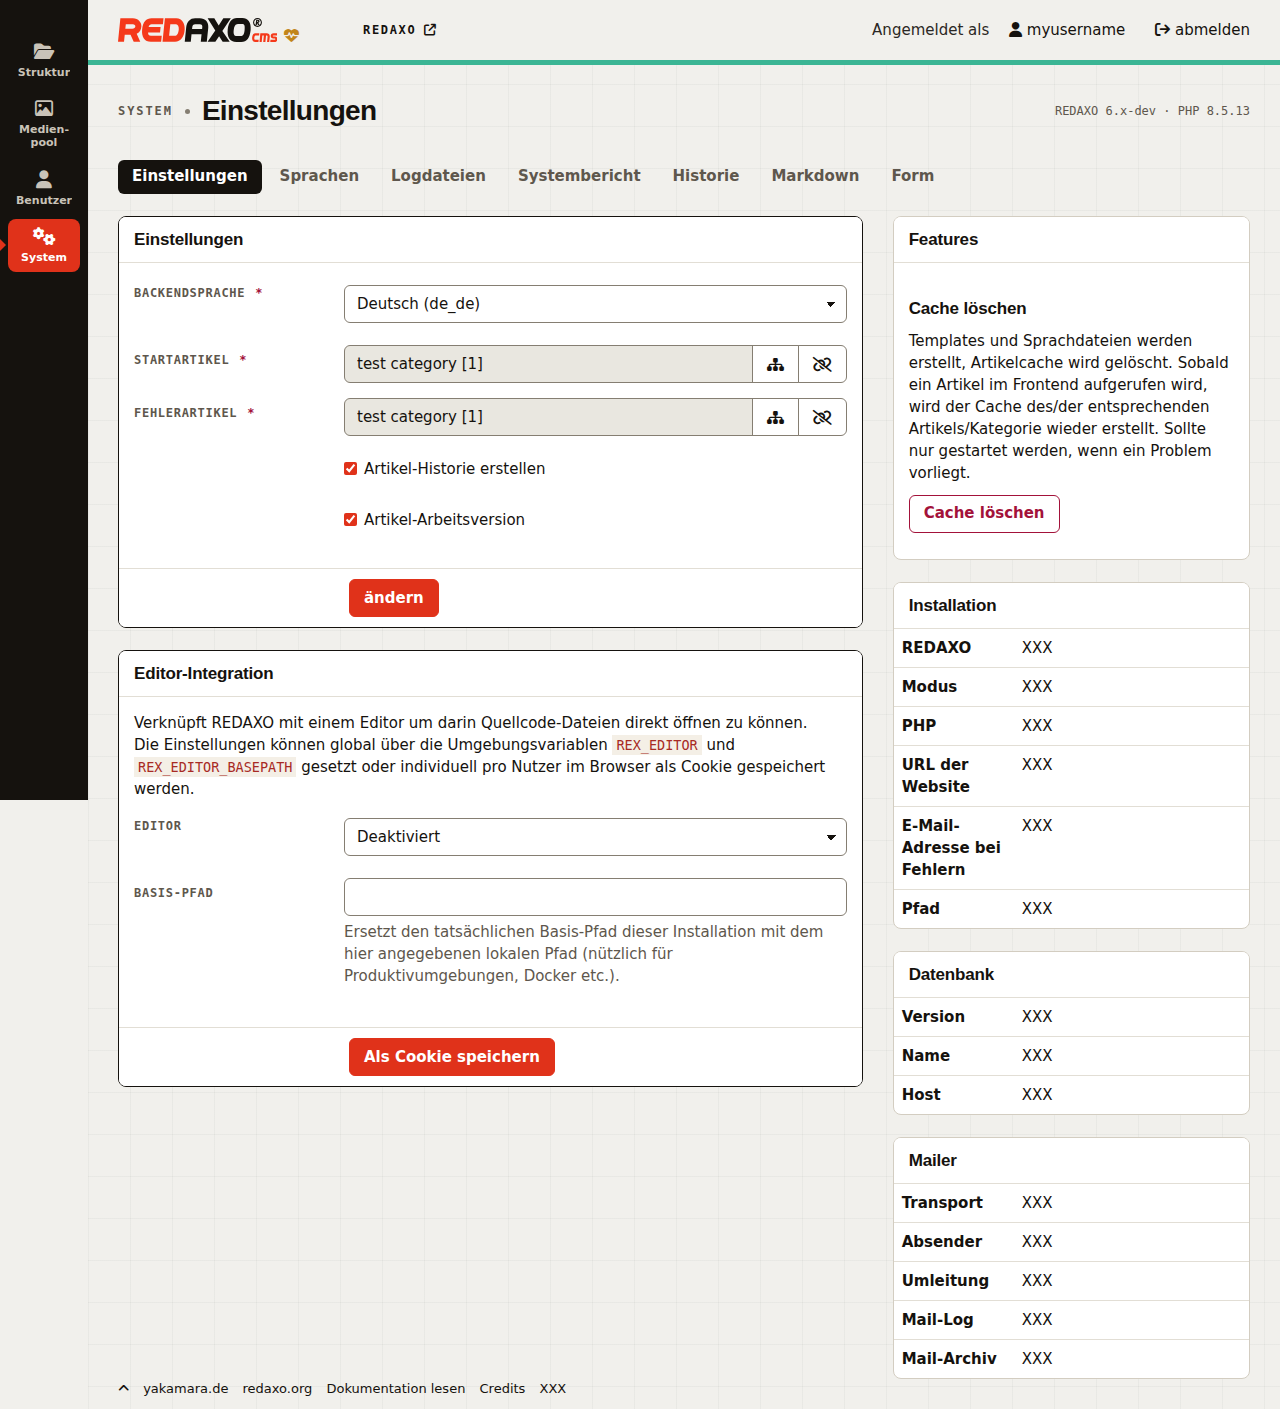 REDAXO® cms
REDAXO
Angemeldet als myusername abmelden
Struktur
Medien-
pool
Benutzer
System
SYSTEM • Einstellungen
REDAXO 6.x-dev · PHP 8.5.13
Einstellungen Sprachen Logdateien Systembericht Historie Markdown Form
Einstellungen
BACKENDSPRACHE *
Deutsch (de_de)
STARTARTIKEL *
test category [1]
FEHLERARTIKEL *
test category [1]
Artikel-Historie erstellen
Artikel-Arbeitsversion
ändern
Editor-Integration
Verknüpft REDAXO mit einem Editor um darin Quellcode-Dateien direkt öffnen zu können.
Die Einstellungen können global über die Umgebungsvariablen REX_EDITOR und
REX_EDITOR_BASEPATH gesetzt oder individuell pro Nutzer im Browser als Cookie gespeichert
werden.
EDITOR
Deaktiviert
BASIS-PFAD
Ersetzt den tatsächlichen Basis-Pfad dieser Installation mit dem
hier angegebenen lokalen Pfad (nützlich für
Produktivumgebungen, Docker etc.).
Als Cookie speichern
Features
Cache löschen
Templates und Sprachdateien werden
erstellt, Artikelcache wird gelöscht. Sobald
ein Artikel im Frontend aufgerufen wird,
wird der Cache des/der entsprechenden
Artikels/Kategorie wieder erstellt. Sollte
nur gestartet werden, wenn ein Problem
vorliegt.
Cache löschen
Installation
REDAXO XXX
Modus XXX
PHP XXX
URL der XXX
Website
E-Mail- XXX
Adresse bei
Fehlern
Pfad XXX
Datenbank
Version XXX
Name XXX
Host XXX
Mailer
Transport XXX
Absender XXX
Umleitung XXX
Mail-Log XXX
Mail-Archiv XXX
yakamara.de redaxo.org Dokumentation lesen Credits XXX